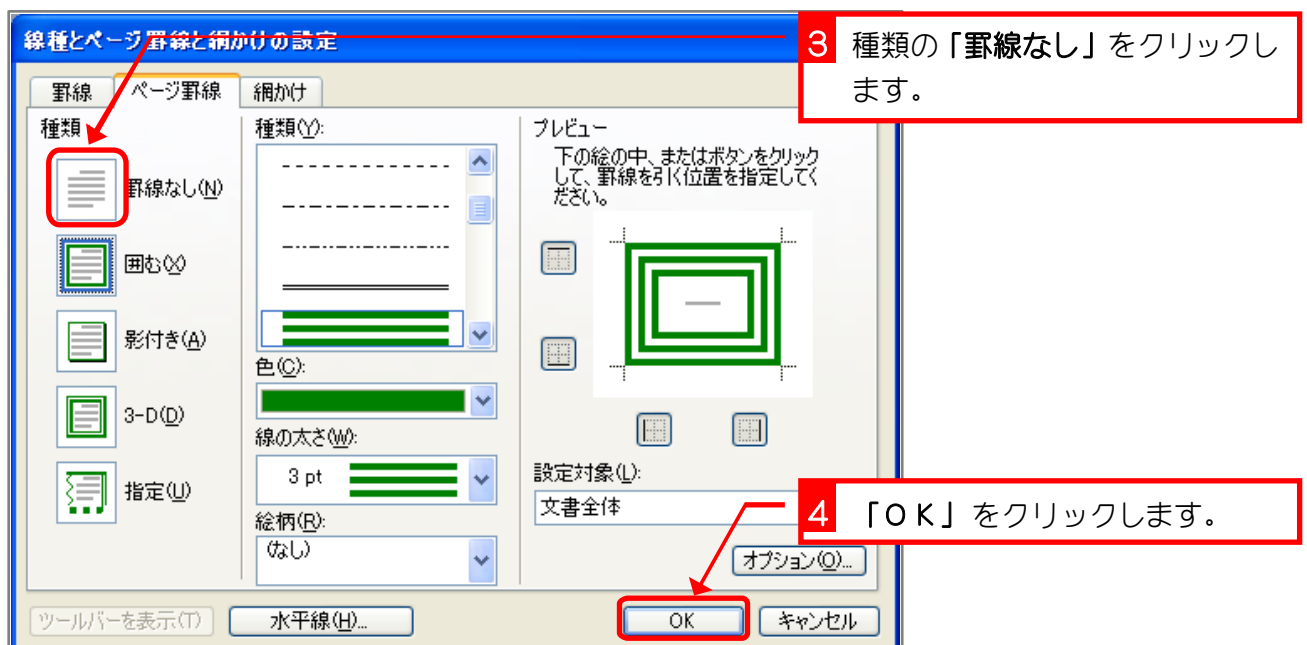 線種とページ罫線と網かけの設定
3 種類の「罫線なし」をクリックし
ます。
罫線 ページ罫線 網かけ
種類
罫線なし(N)
囲む(X)
影付き(A)
3-D(D)
指定(U)
種類(Y):
色(C):
線の太さ(W):
3 pt
絵柄(R):
(なし)
プレビュー
下の絵の中、またはボタンをクリック
して、罫線を引く位置を指定してく
ださい。
設定対象(L):
文書全体
4 「OK」をクリックします。
オプション(O)...
ツールバーを表示(T) 水平線(H)... OK キャンセル